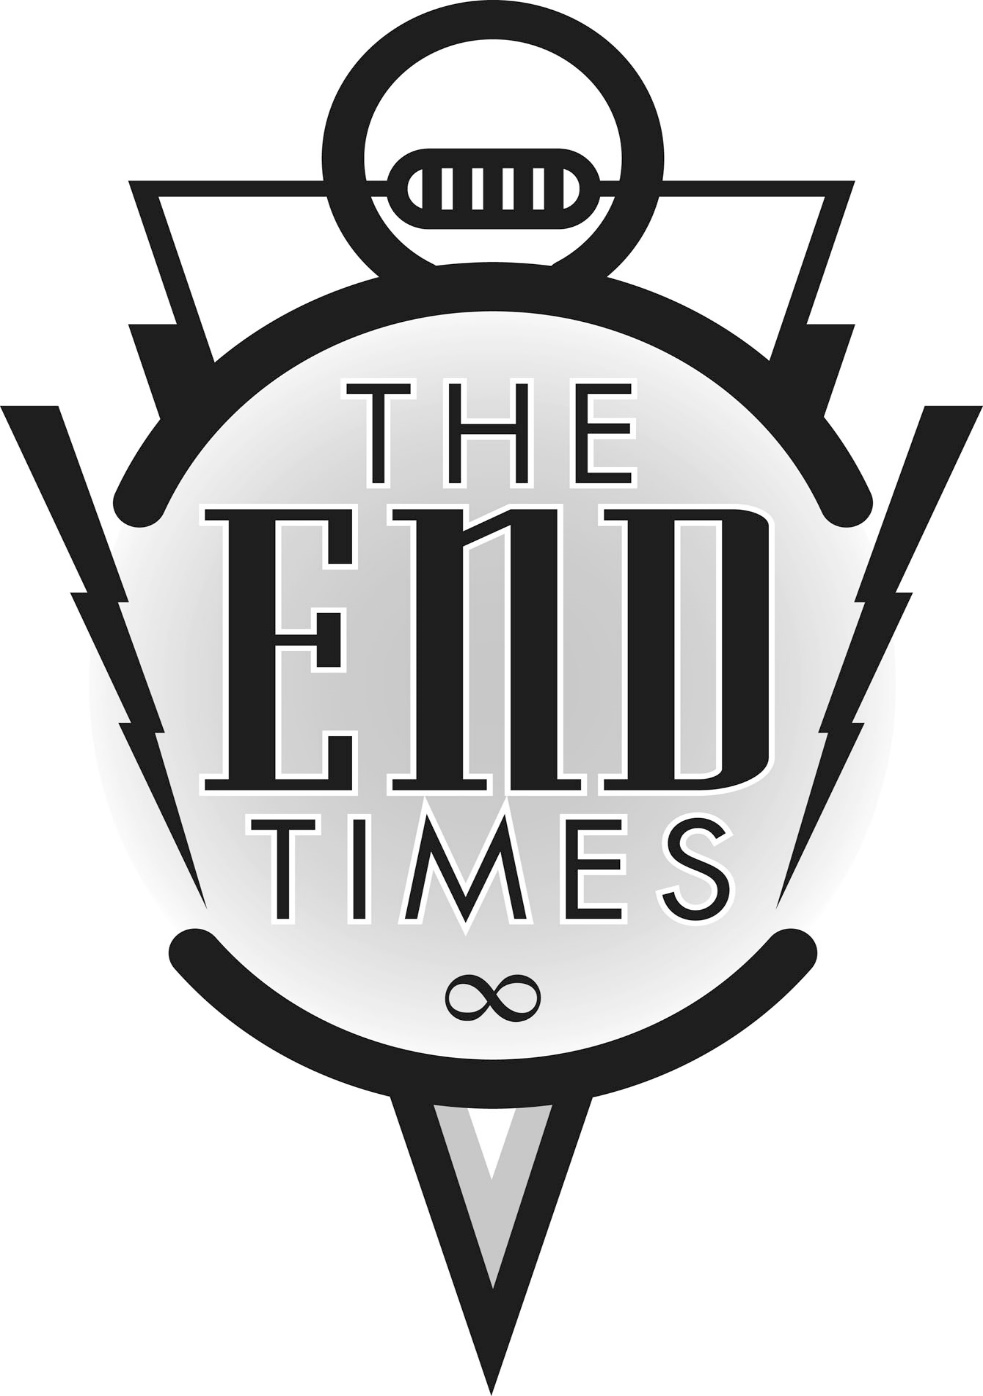 THE
END
TIMES
∞